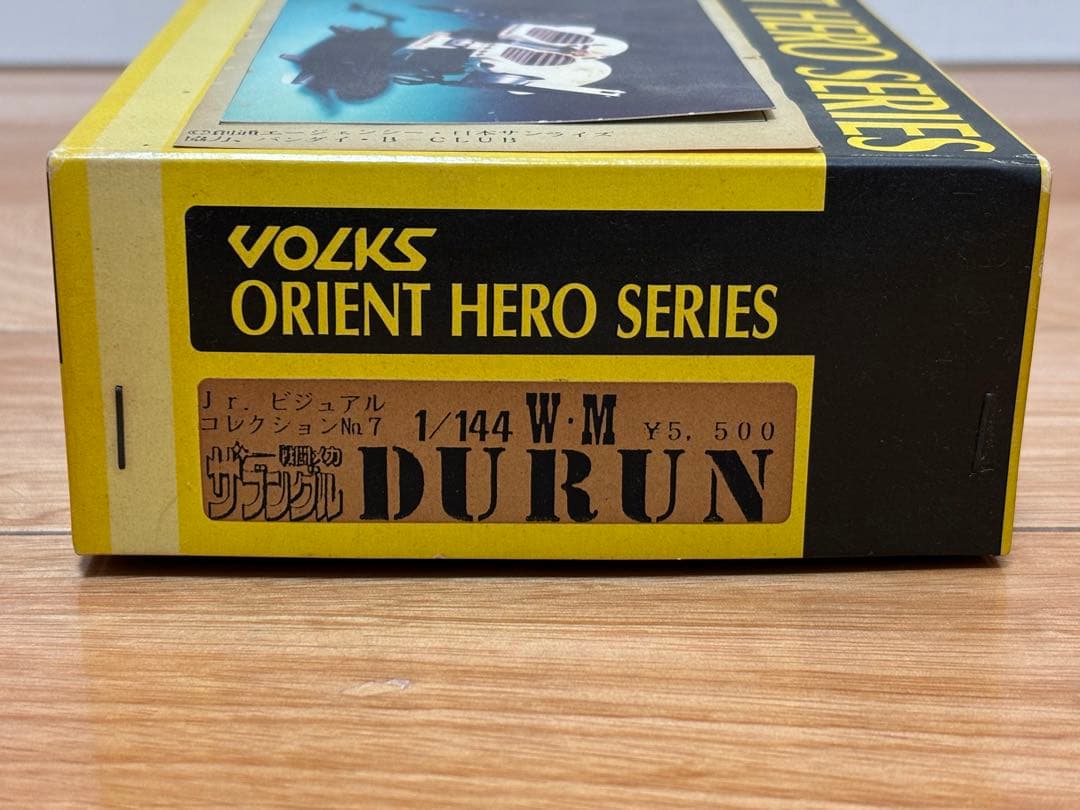 T HERO SERIES
©創通エージェンシー・日本サンライズ
協力、バンダイ・B CLUB
VOLKS
ORIENT HERO SERIES
Jr. ビジュアル
コレクション№7
1/144 W·M ¥5,500
戦闘メカ
ザブングル
DURUN